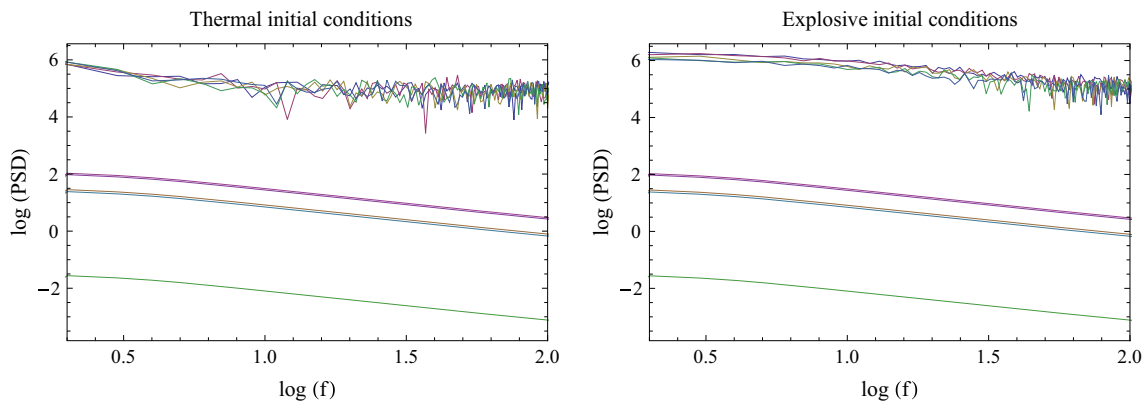 Thermal initial conditions
6
4
2
0
−2
log (PSD)
0.5 1.0 1.5 2.0
log (f)
Explosive initial conditions
6
4
2
0
−2
log (PSD)
0.5 1.0 1.5 2.0
log (f)